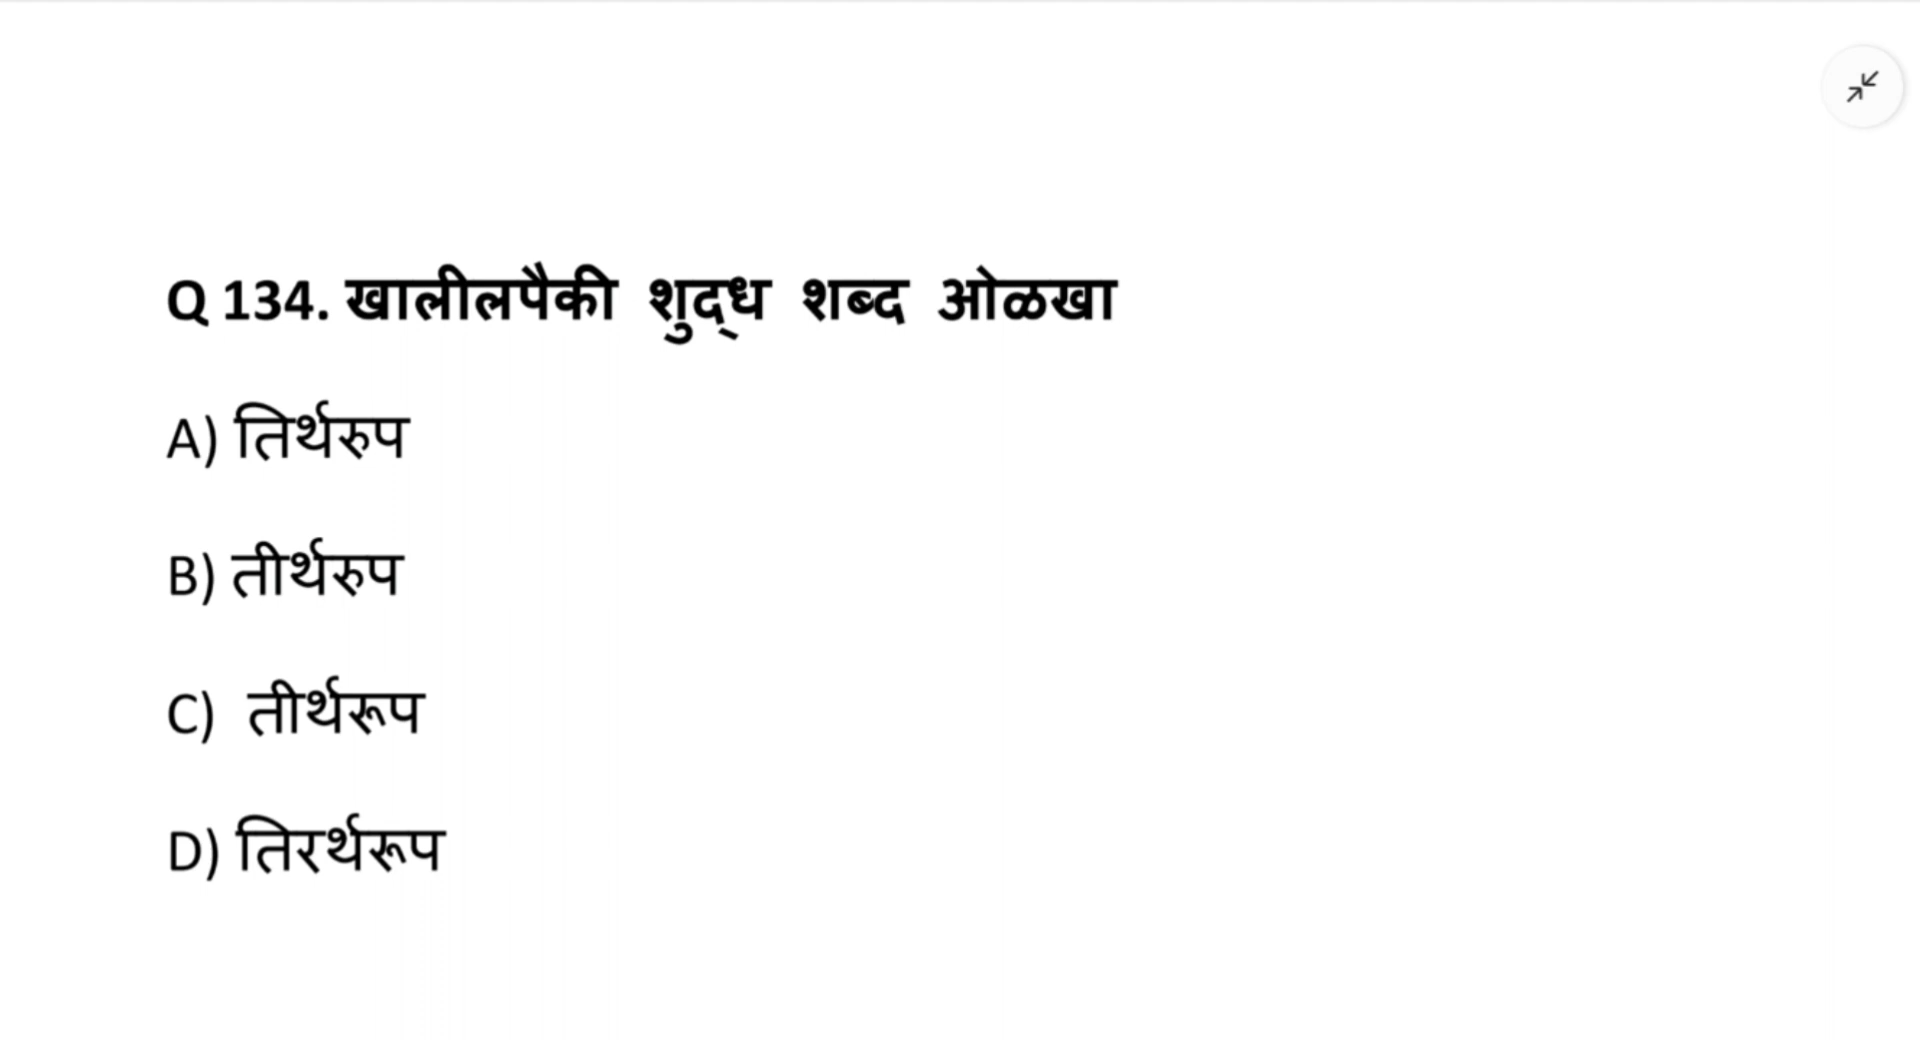 Q 134. खालीलपैकी शुद्ध शब्द ओळखा
A) तिर्थरुप
B) तीर्थरुप
C) तीर्थरूप
D) तिरर्थरूप